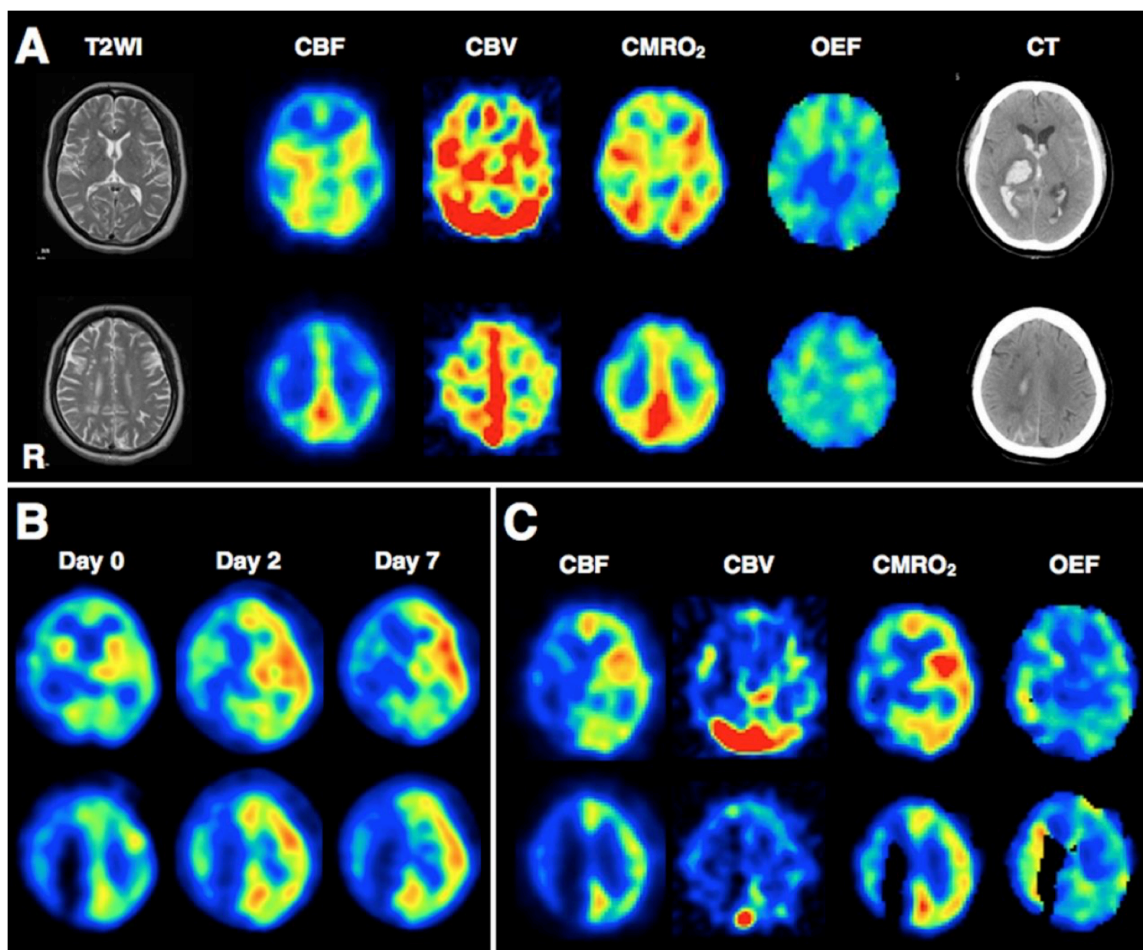 A
T2WI CBF CBV CMRO₂ OEF CT
R
B
Day 0 Day 2 Day 7
C
CBF CBV CMRO₂ OEF